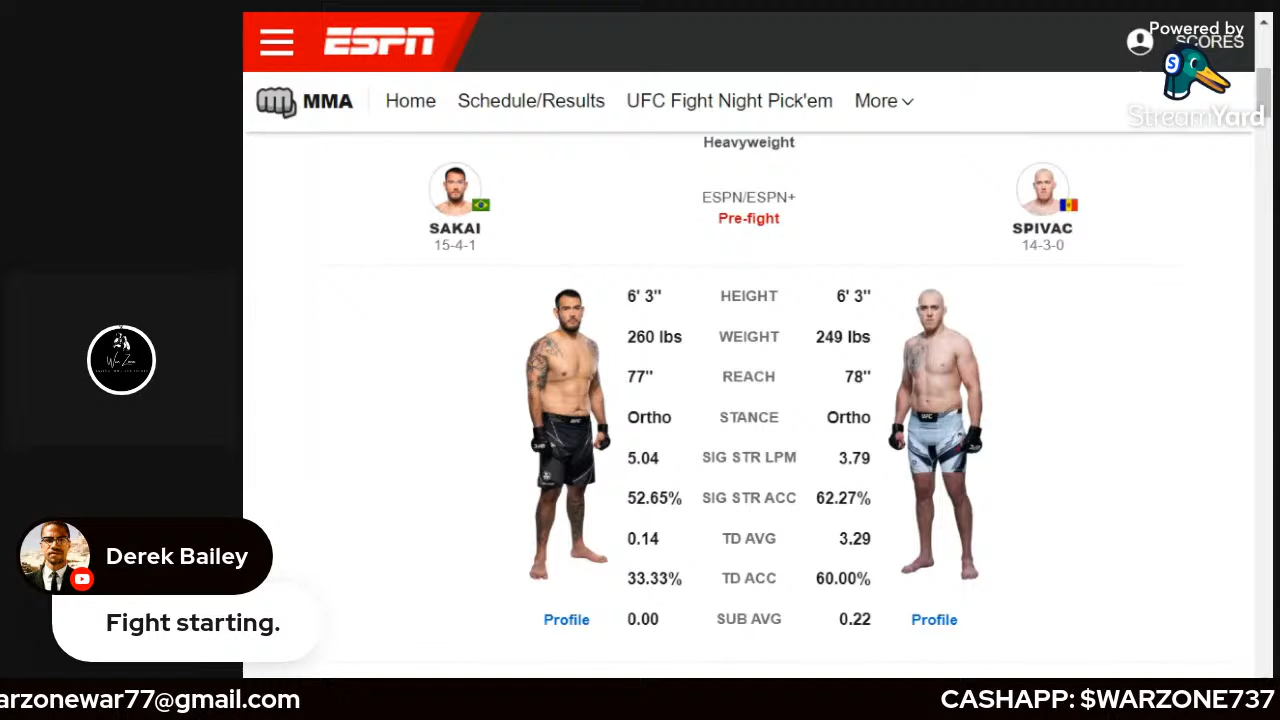 ESPN
Powered by
SCORES
StreamYard
MMA Home Schedule/Results UFC Fight Night Pick'em More
Heavyweight
ESPN/ESPN+
Pre-fight
SAKAI
15-4-1
SPIVAC
14-3-0
6' 3" HEIGHT 6' 3"
260 lbs WEIGHT 249 lbs
77" REACH 78"
Ortho STANCE Ortho
5.04 SIG STR LPM 3.79
52.65% SIG STR ACC 62.27%
0.14 TD AVG 3.29
33.33% TD ACC 60.00%
Profile 0.00 SUB AVG 0.22 Profile
Derek Bailey
Fight starting.
arzonewar77@gmail.com
CASHAPP: $WARZONE737